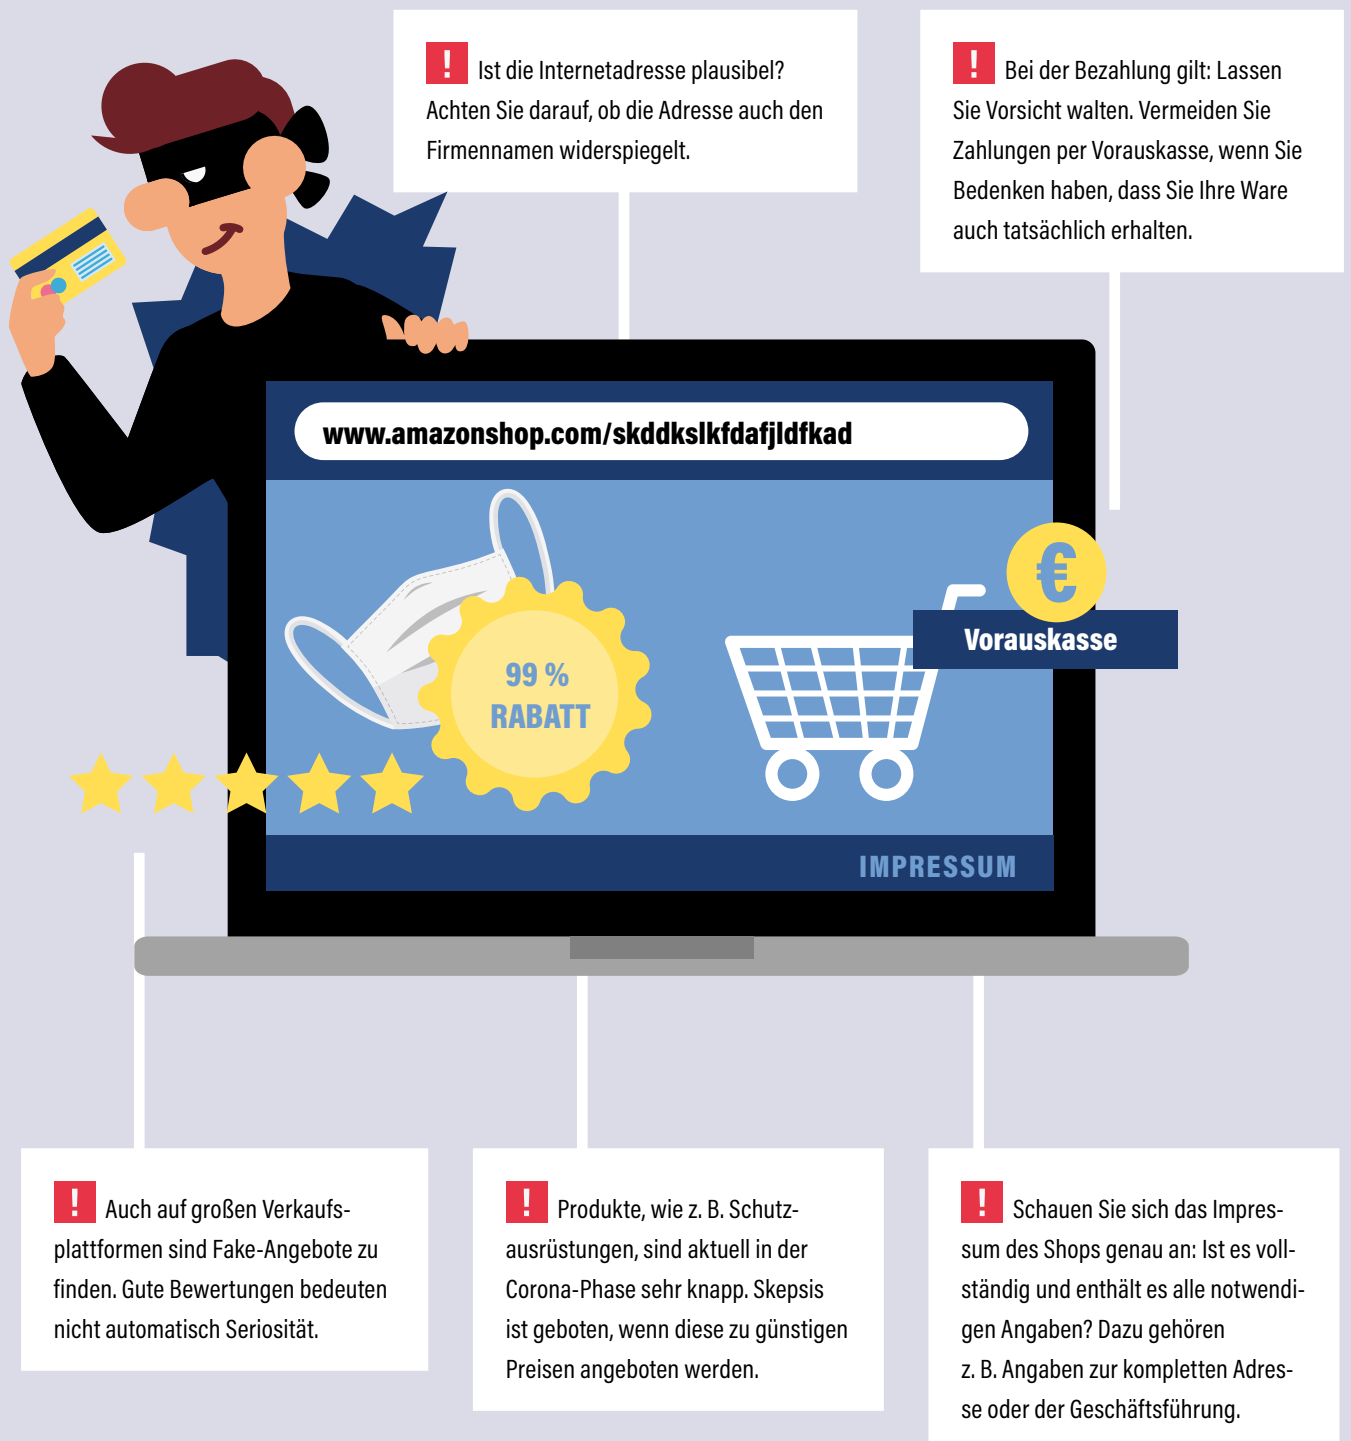 ! Ist die Internetadresse plausibel?
Achten Sie darauf, ob die Adresse auch den
Firmennamen widerspiegelt.
! Bei der Bezahlung gilt: Lassen
Sie Vorsicht walten. Vermeiden Sie
Zahlungen per Vorauskasse, wenn Sie
Bedenken haben, dass Sie Ihre Ware
auch tatsächlich erhalten.
www.amazonshop.com/skddkslkfdafjldfkad
€
Vorauskasse
99 %
RABATT
IMPRESSUM
! Auch auf großen Verkaufs-
plattformen sind Fake-Angebote zu
finden. Gute Bewertungen bedeuten
nicht automatisch Seriosität.
! Produkte, wie z. B. Schutz-
ausrüstungen, sind aktuell in der
Corona-Phase sehr knapp. Skepsis
ist geboten, wenn diese zu günstigen
Preisen angeboten werden.
! Schauen Sie sich das Impres-
sum des Shops genau an: Ist es voll-
ständig und enthält es alle notwendi-
gen Angaben? Dazu gehören
z. B. Angaben zur kompletten Adres-
se oder der Geschäftsführung.